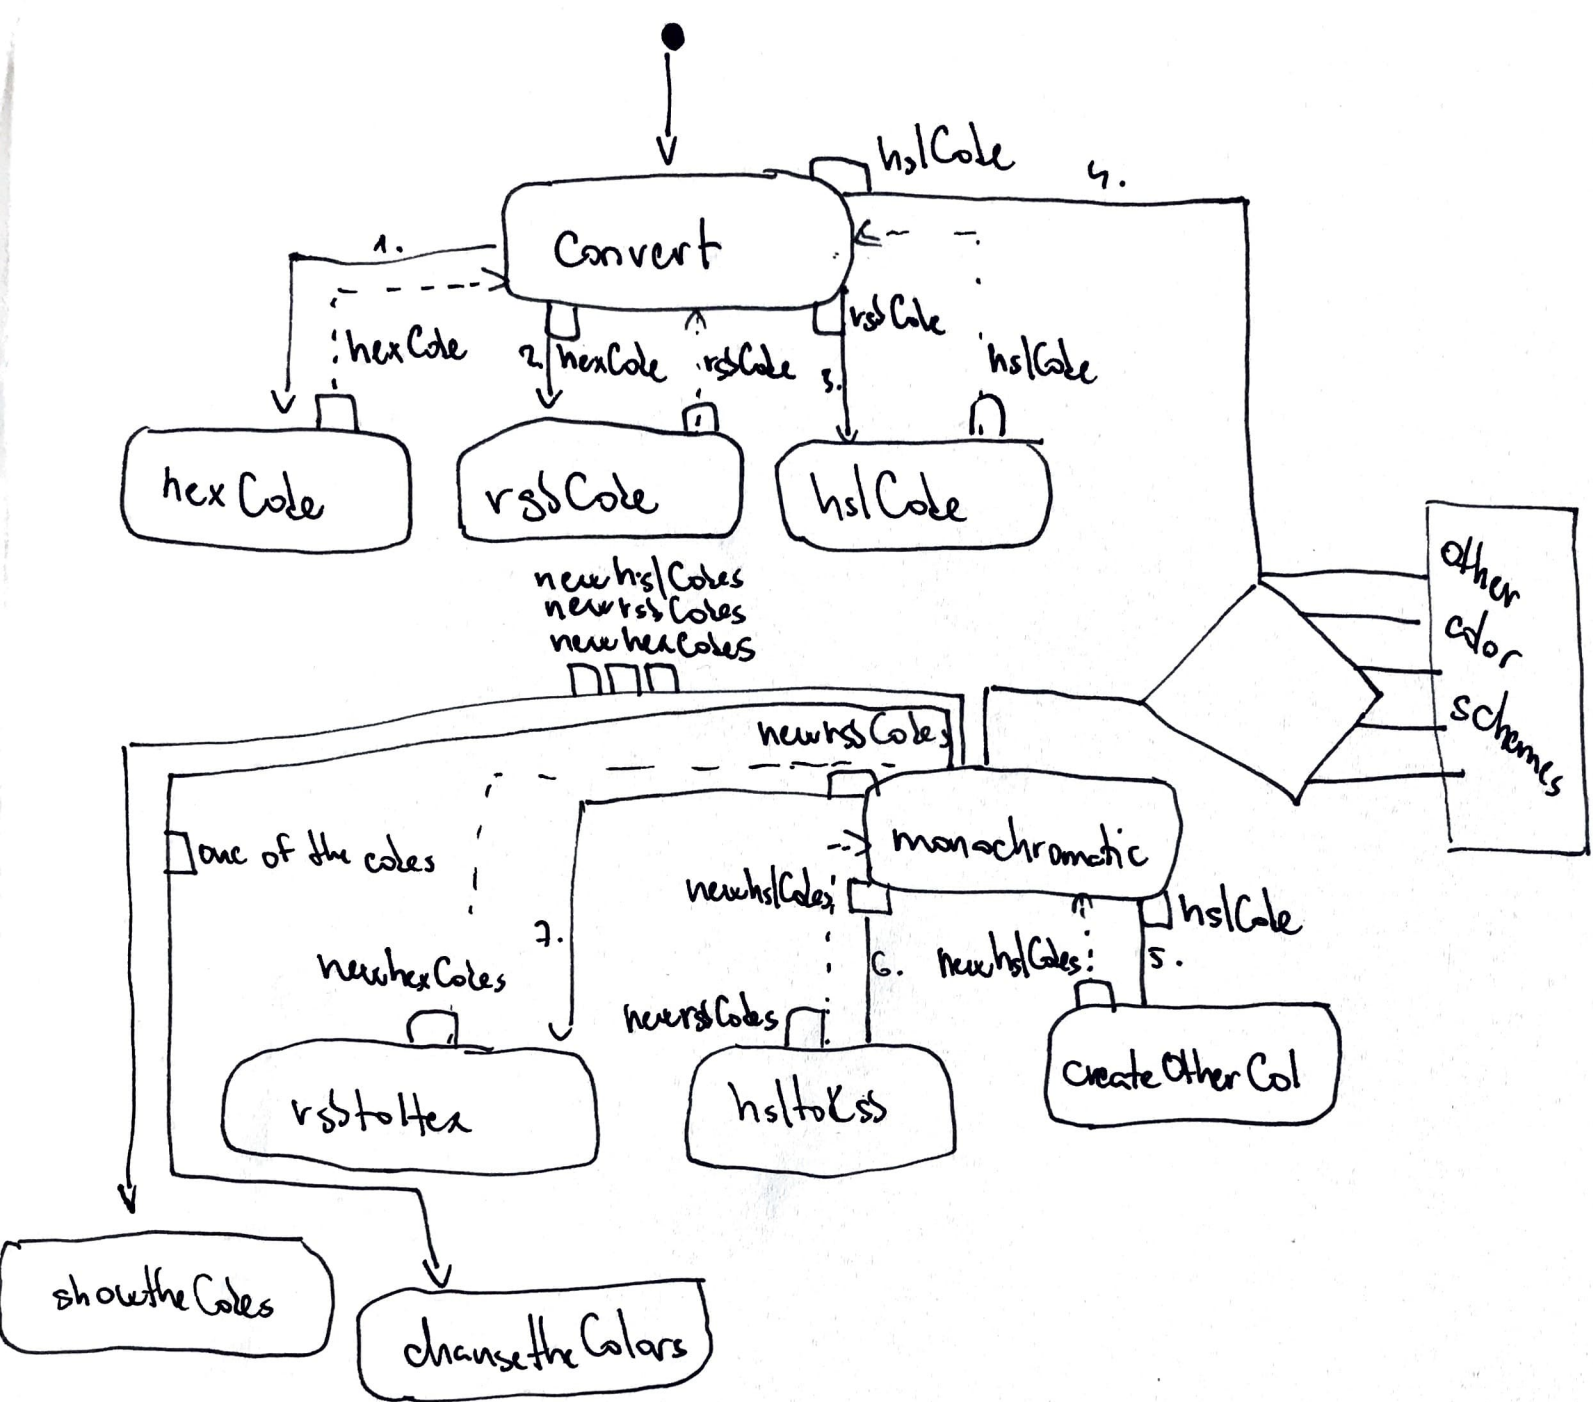 hslCode
4.
1.
convert
rgbCode
hexCode
2.
hexCode
rgbCode
3.
hslCode
hexCode
rgbCode
hslCode
other
color
schemes
newhslCodes
newrgbCodes
newhexCodes
newrgbCodes
monochromatic
one of the codes
newhslCodes
hslCode
7.
6.
newhslCodes
5.
newhexCodes
newrgbCodes
createOtherCol
rgbtoHex
hsltoRgb
showtheCodes
changetheColors